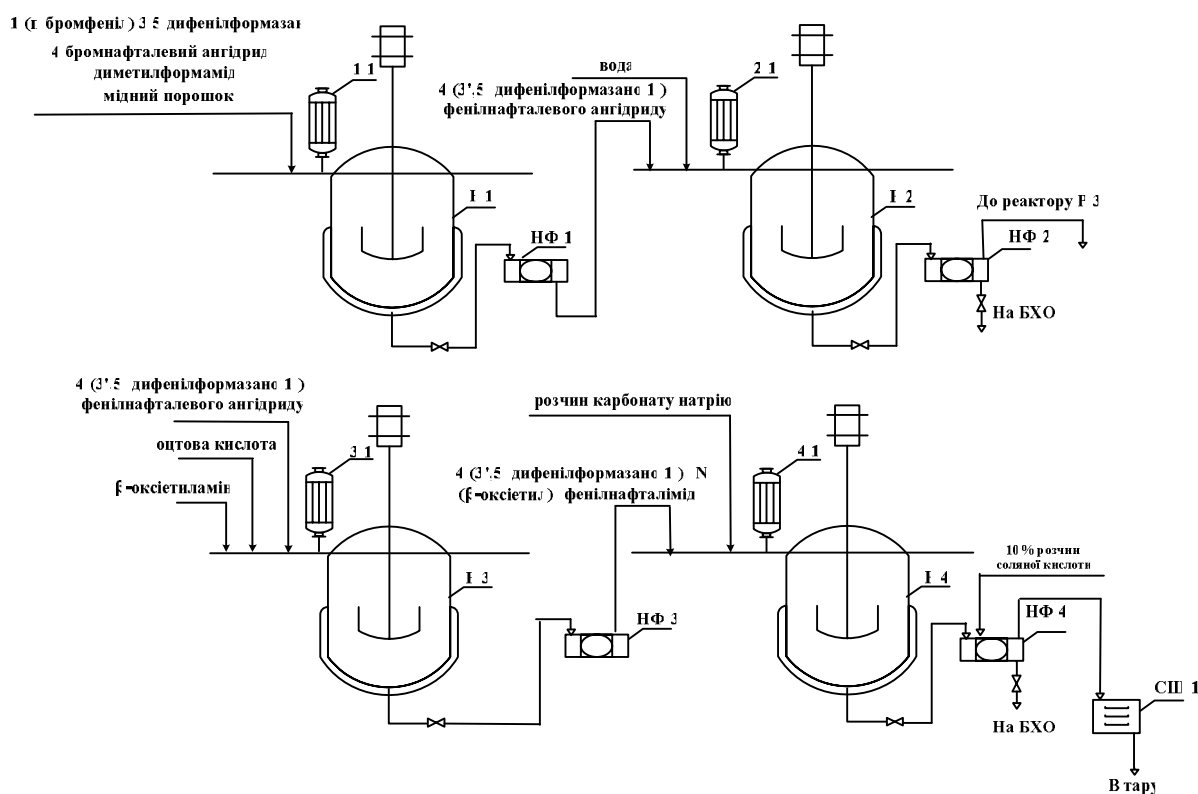 1 (п бромфеніл) 3 5 дифенілформазан
4 бромнафталевий ангідрид
диметилформамід
мідний порошок
1 1
Р 1
НФ 1
вода
4 (3',5 дифенілформазано 1 )
фенілнафталевого ангідриду
2 1
Р 2
До реактору Р 3
НФ 2
На БХО
4 (3',5 дифенілформазано 1 )
фенілнафталевого ангідриду
оцтова кислота
β-оксіетиламін
3 1
Р 3
НФ 3
розчин карбонату натрію
4 (3',5 дифенілформазано 1 ) N
(β-оксіетил ) фенілнафталімід
4 1
Р 4
10 % розчин
соляної кислоти
НФ 4
На БХО
СШ 1
В тару